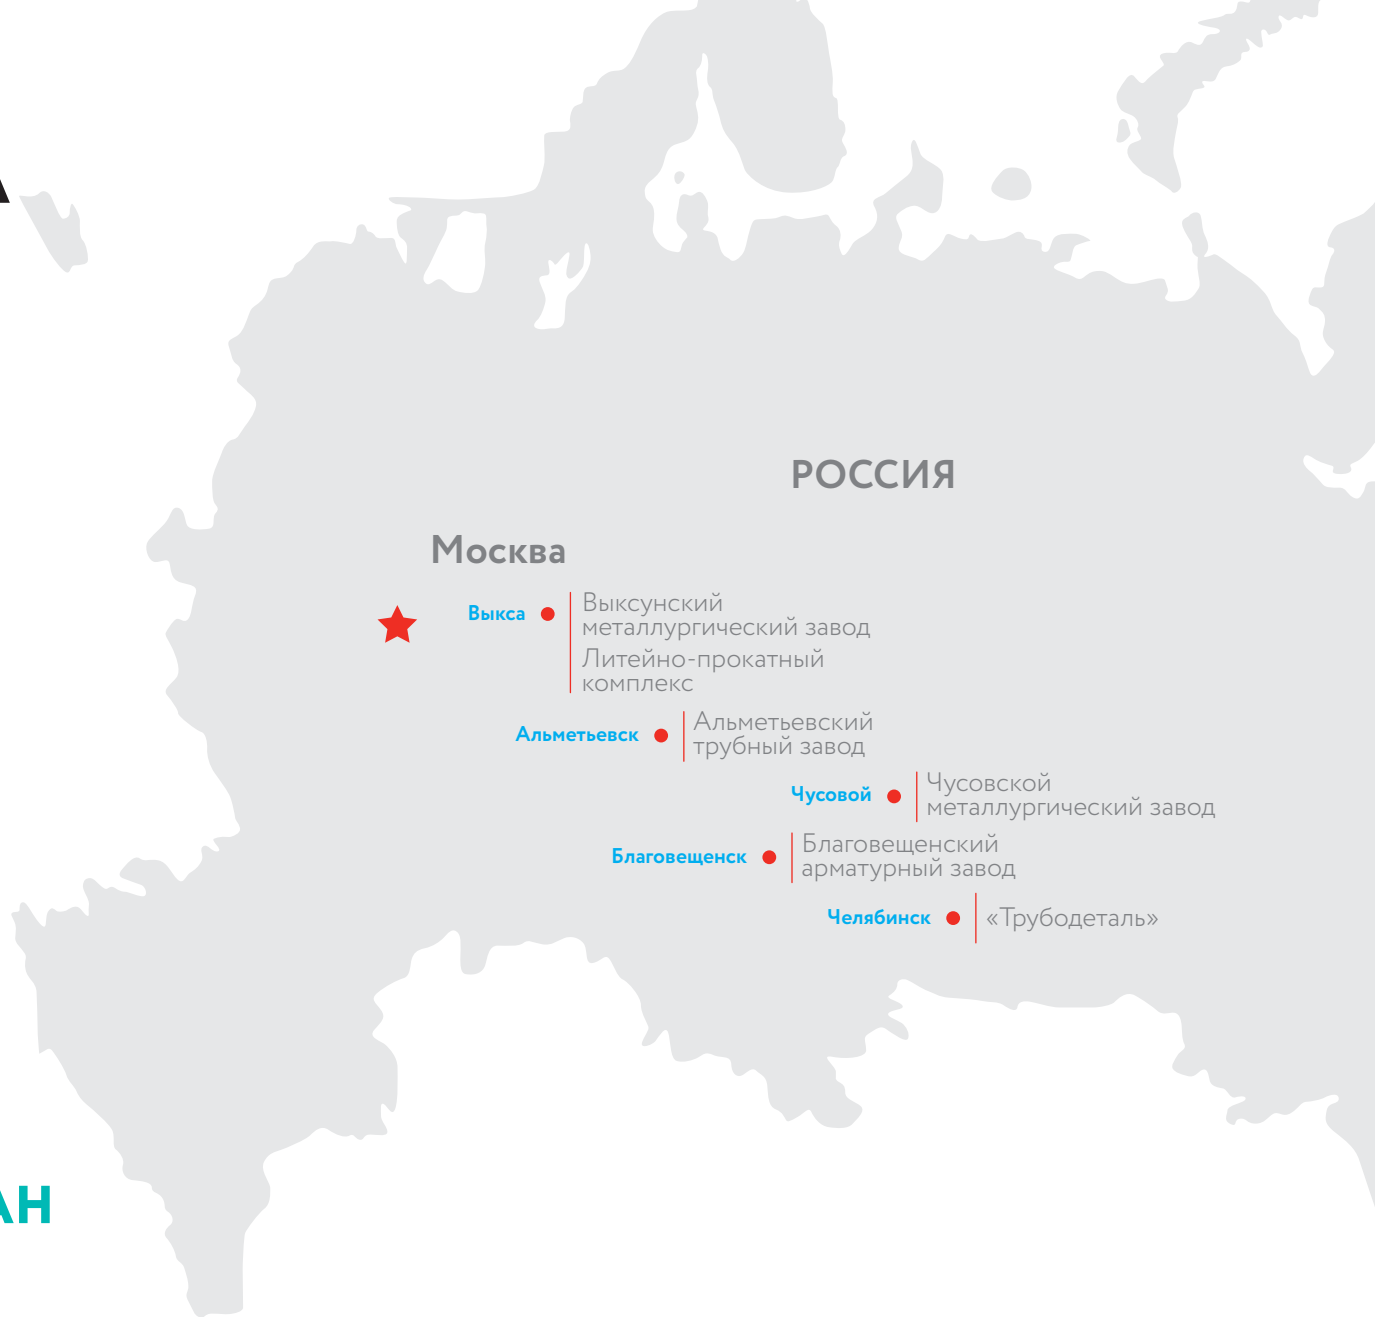 РОССИЯ
Москва
Выкса
Выксунский
металлургический завод
Литейно-прокатный
комплекс
Альметьевск
Альметьевский
трубный завод
Чусовой
Чусовской
металлургический завод
Благовещенск
Благовещенский
арматурный завод
Челябинск
«Трубодеталь»